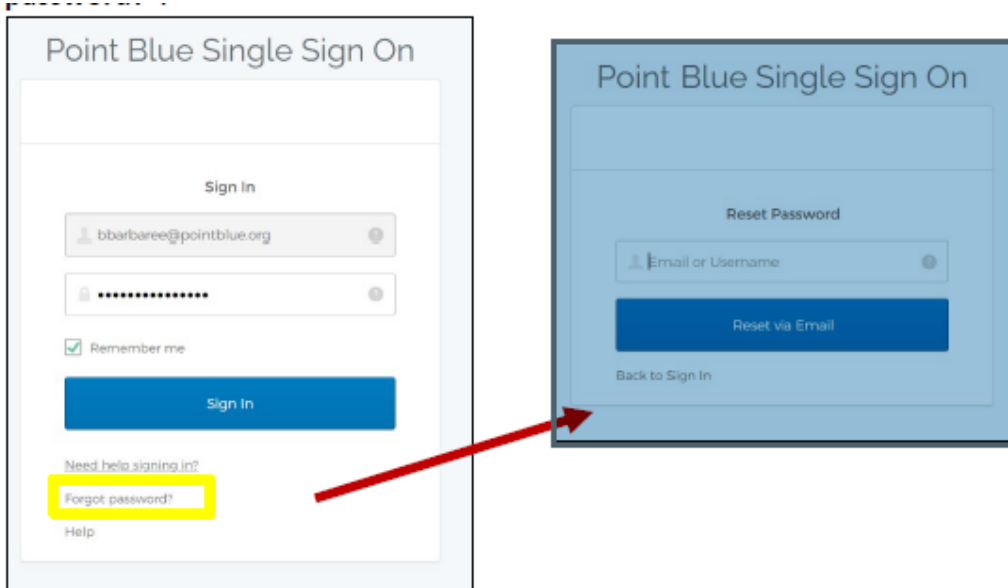 Point Blue Single Sign On
Sign In
bbarbaree@pointblue.org
•••••••••••••••
Remember me
Sign In
Need help signing in?
Forgot password?
Help
Point Blue Single Sign On
Reset Password
Email or Username
Reset via Email
Back to Sign In